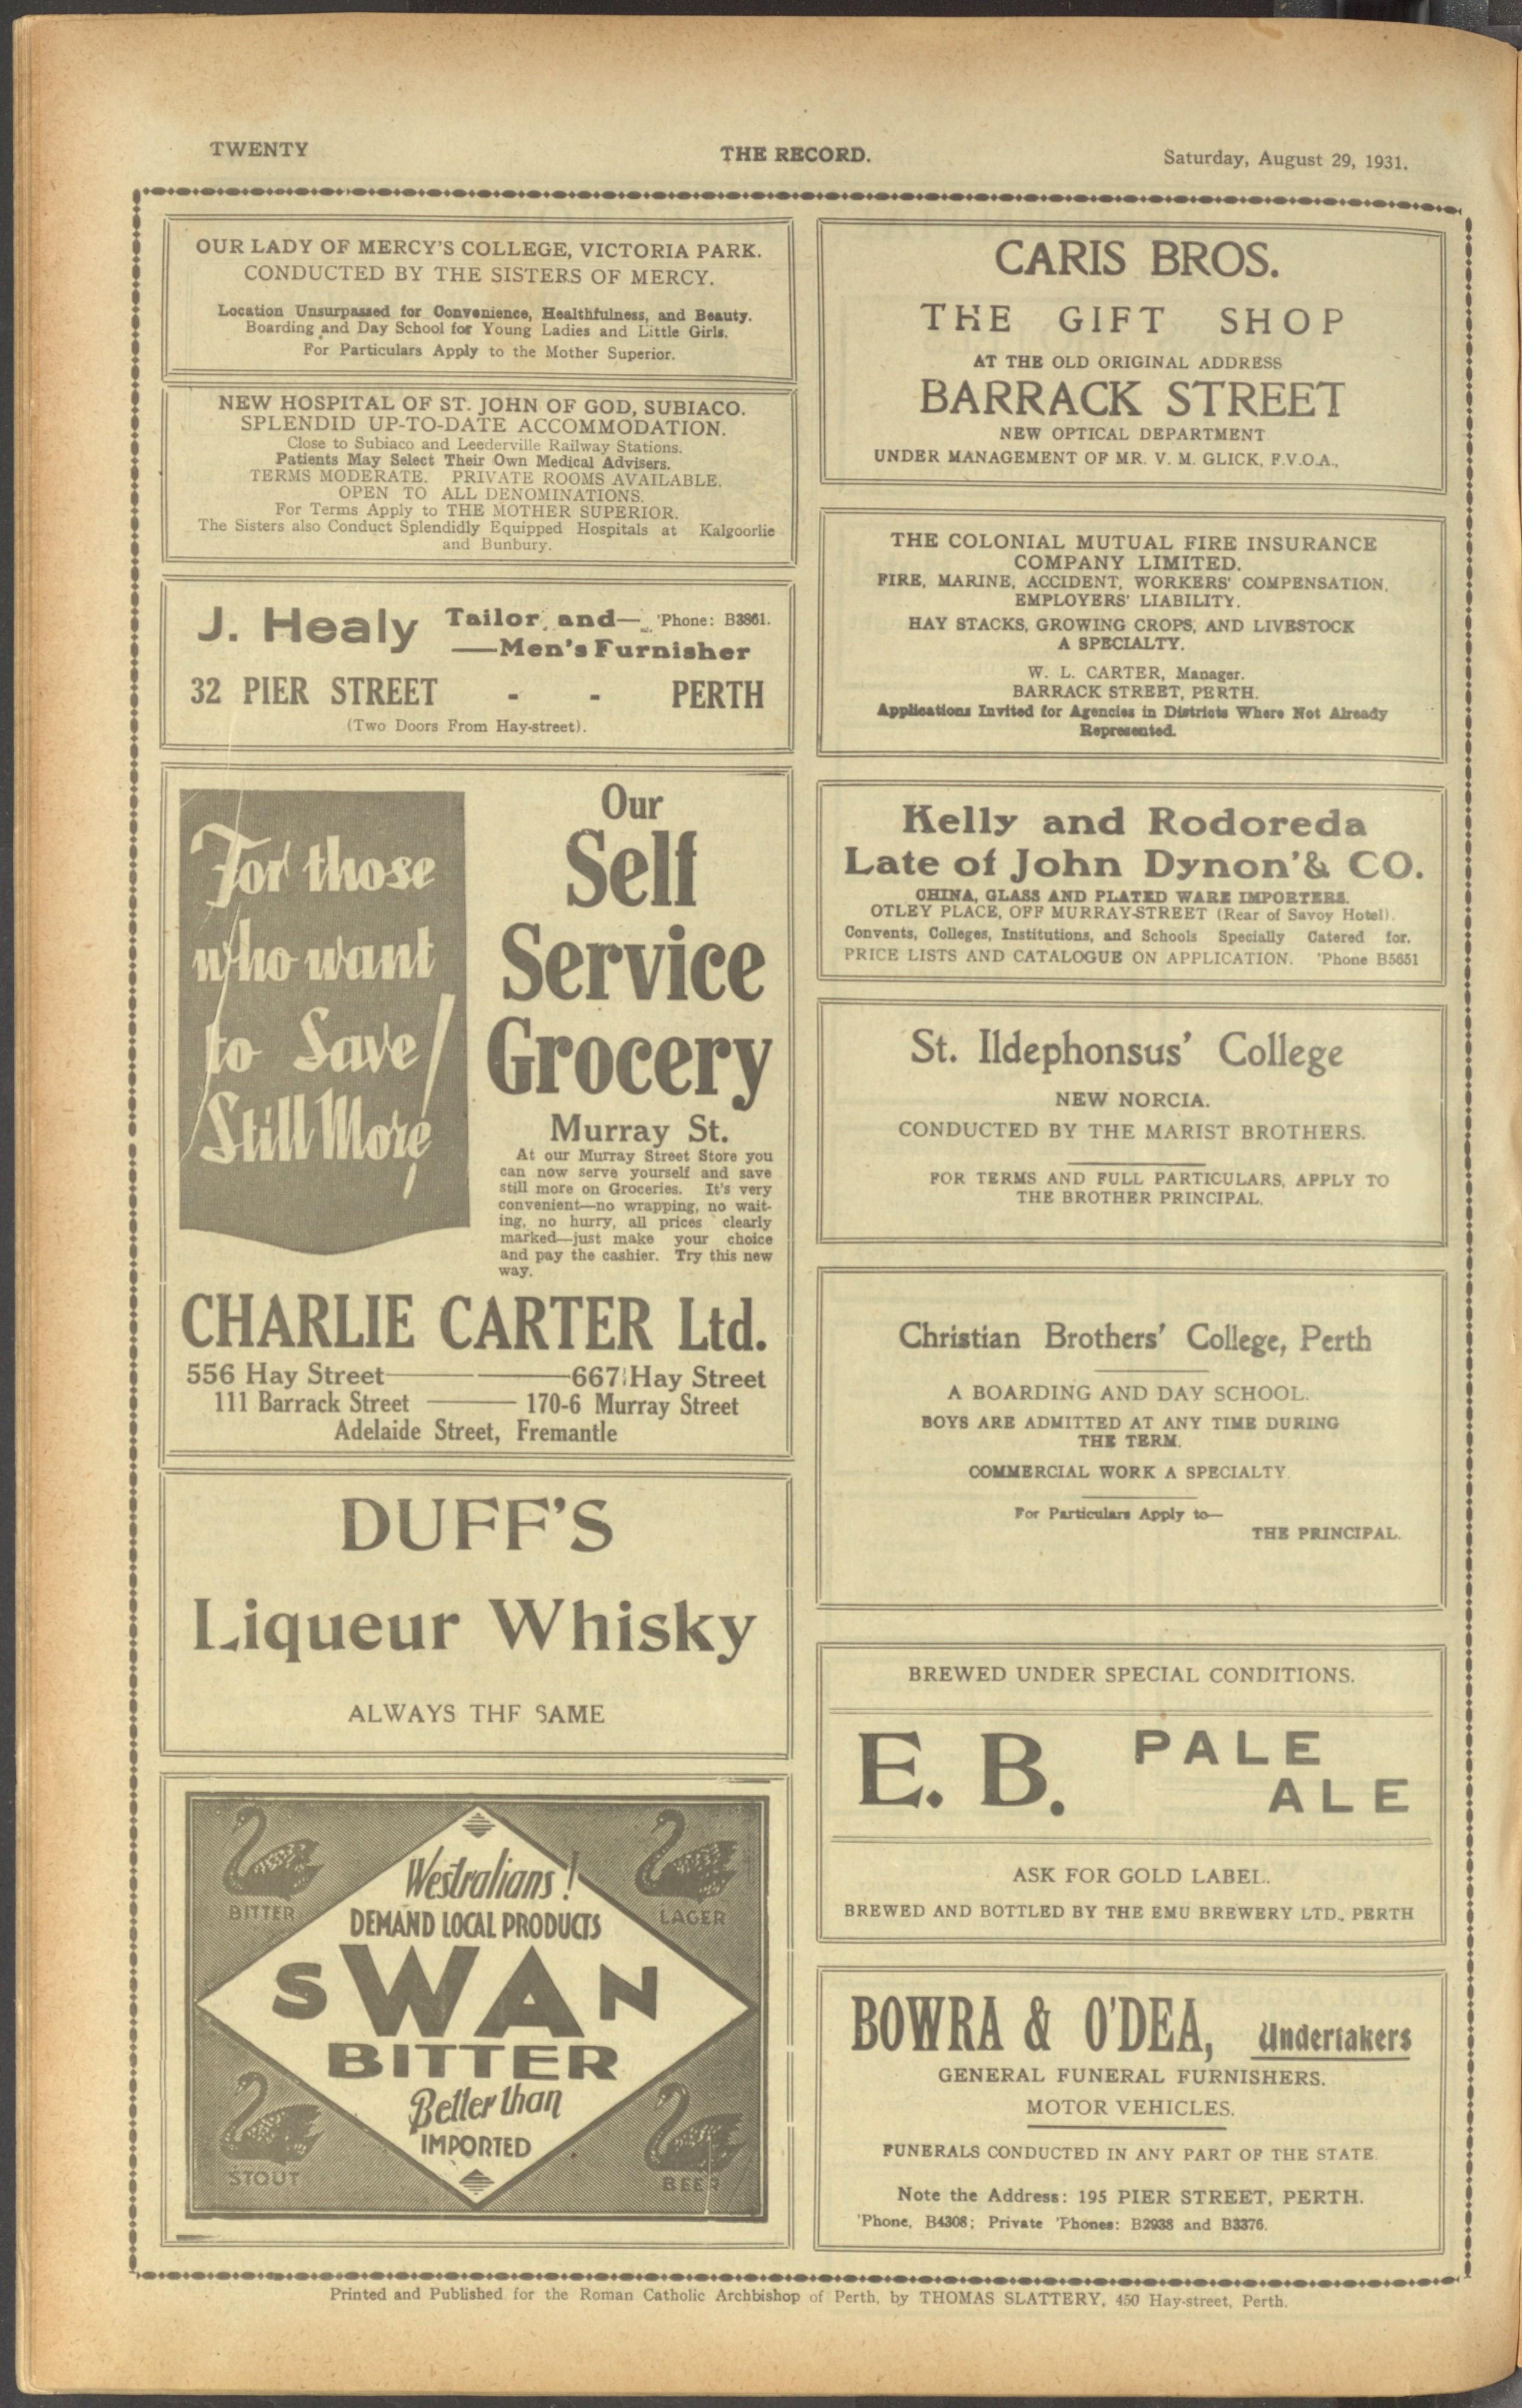 TWENTY
THE RECORD.
Saturday, August 29, 1931.
OUR LADY OF MERCY'S COLLEGE, VICTORIA PARK.
CONDUCTED BY THE SISTERS OF MERCY.
Location Unsurpassed for Convenience, Healthfulness, and Beauty.
Boarding and Day School for Young Ladies and Little Girls.
For Particulars Apply to the Mother Superior.
NEW HOSPITAL OF ST. JOHN OF GOD, SUBIACO.
SPLENDID UP-TO-DATE ACCOMMODATION.
Close to Subiaco and Leederville Railway Stations.
Patients May Select Their Own Medical Advisers.
TERMS MODERATE. PRIVATE ROOMS AVAILABLE.
OPEN TO ALL DENOMINATIONS.
For Terms Apply to THE MOTHER SUPERIOR.
The Sisters also Conduct Splendidly Equipped Hospitals at Kalgoorlie
and Bunbury.
J. Healy Tailor and— 'Phone: B3861.
—Men's Furnisher
32 PIER STREET - - PERTH
(Two Doors From Hay-street).
For those
who want
to Save!
Still More
Our
Self
Service
Grocery
Murray St.
At our Murray Street Store you
can now serve yourself and save
still more on Groceries. It's very
convenient—no wrapping, no wait-
ing, no hurry, all prices clearly
marked—just make your choice
and pay the cashier. Try this new
way.
CHARLIE CARTER Ltd.
556 Hay Street—— ——667 Hay Street
111 Barrack Street —— 170-6 Murray Street
Adelaide Street, Fremantle
DUFF'S
Liqueur Whisky
ALWAYS THE SAME
BITTER
LAGER
Westralians!
DEMAND LOCAL PRODUCTS
SWAN
BITTER
Better than
IMPORTED
STOUT
BEER
CARIS BROS.
THE GIFT SHOP
AT THE OLD ORIGINAL ADDRESS
BARRACK STREET
NEW OPTICAL DEPARTMENT
UNDER MANAGEMENT OF MR. V. M. GLICK, F.V.O.A.,
THE COLONIAL MUTUAL FIRE INSURANCE
COMPANY LIMITED.
FIRE, MARINE, ACCIDENT, WORKERS' COMPENSATION,
EMPLOYERS' LIABILITY.
HAY STACKS, GROWING CROPS, AND LIVESTOCK
A SPECIALTY.
W. L. CARTER, Manager.
BARRACK STREET, PERTH.
Applications Invited for Agencies in Districts Where Not Already
Represented.
Kelly and Rodoreda
Late of John Dynon'& CO.
CHINA, GLASS AND PLATED WARE IMPORTERS.
OTLEY PLACE, OFF MURRAY-STREET (Rear of Savoy Hotel).
Convents, Colleges, Institutions, and Schools Specially Catered for.
PRICE LISTS AND CATALOGUE ON APPLICATION. 'Phone B5651
St. Ildephonsus' College
NEW NORCIA.
CONDUCTED BY THE MARIST BROTHERS.
FOR TERMS AND FULL PARTICULARS, APPLY TO
THE BROTHER PRINCIPAL.
Christian Brothers' College, Perth
A BOARDING AND DAY SCHOOL.
BOYS ARE ADMITTED AT ANY TIME DURING
THE TERM.
COMMERCIAL WORK A SPECIALTY.
For Particulars Apply to—
THE PRINCIPAL.
BREWED UNDER SPECIAL CONDITIONS.
E. B. PALE
ALE
ASK FOR GOLD LABEL.
BREWED AND BOTTLED BY THE EMU BREWERY LTD., PERTH
BOWRA & O'DEA, Undertakers
GENERAL FUNERAL FURNISHERS.
MOTOR VEHICLES.
FUNERALS CONDUCTED IN ANY PART OF THE STATE.
Note the Address: 195 PIER STREET, PERTH.
'Phone, B4308; Private 'Phones: B2938 and B3376.
Printed and Published for the Roman Catholic Archbishop of Perth, by THOMAS SLATTERY, 450 Hay-street, Perth.